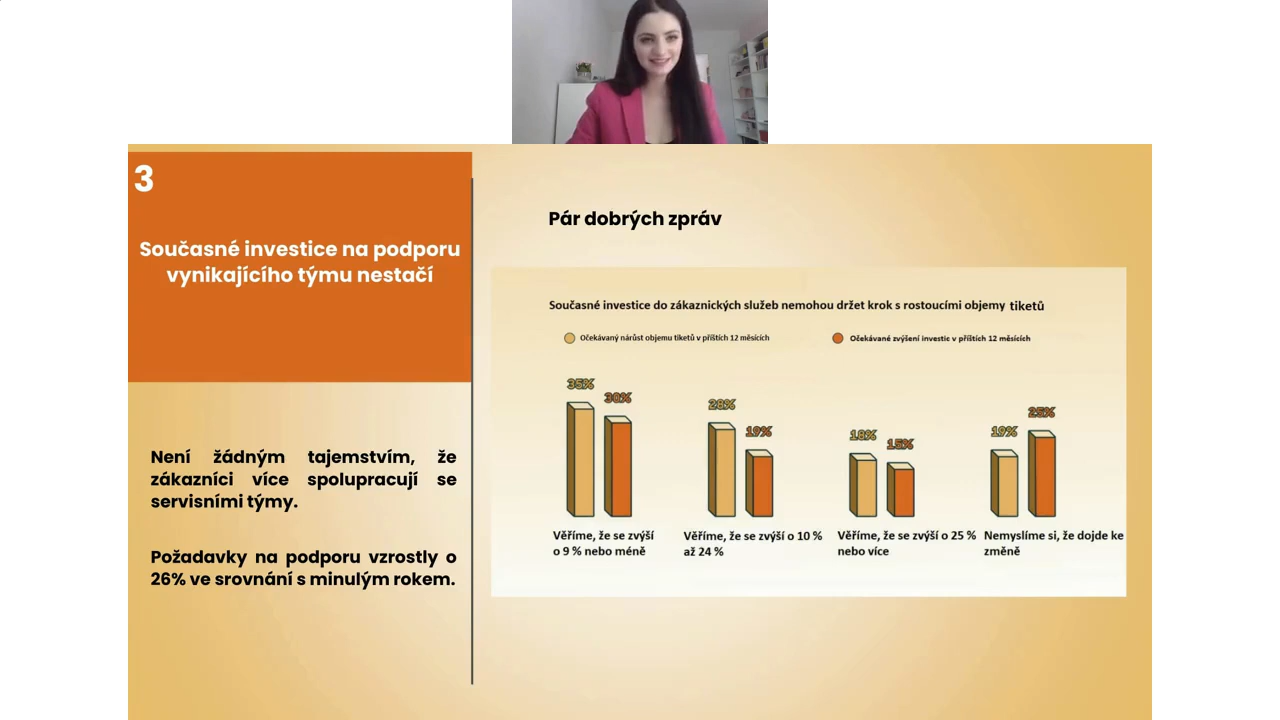 3
Současné investice na podporu
vynikajícího týmu nestačí
Není žádným tajemstvím, že
zákazníci více spolupracují se
servisními týmy.
Požadavky na podporu vzrostly o
26% ve srovnání s minulým rokem.
Pár dobrých zpráv
Současné investice do zákaznických služeb nemohou držet krok s rostoucími objemy tiketů
Očekávaný nárůst objemu tiketů v příštích 12 měsících
Očekávané zvýšení investic v příštích 12 měsících
35%
30%
28%
19%
18%
15%
19%
25%
Věříme, že se zvýší
o 9 % nebo méně
Věříme, že se zvýší o 10 %
až 24 %
Věříme, že se zvýší o 25 %
nebo více
Nemyslíme si, že dojde ke
změně